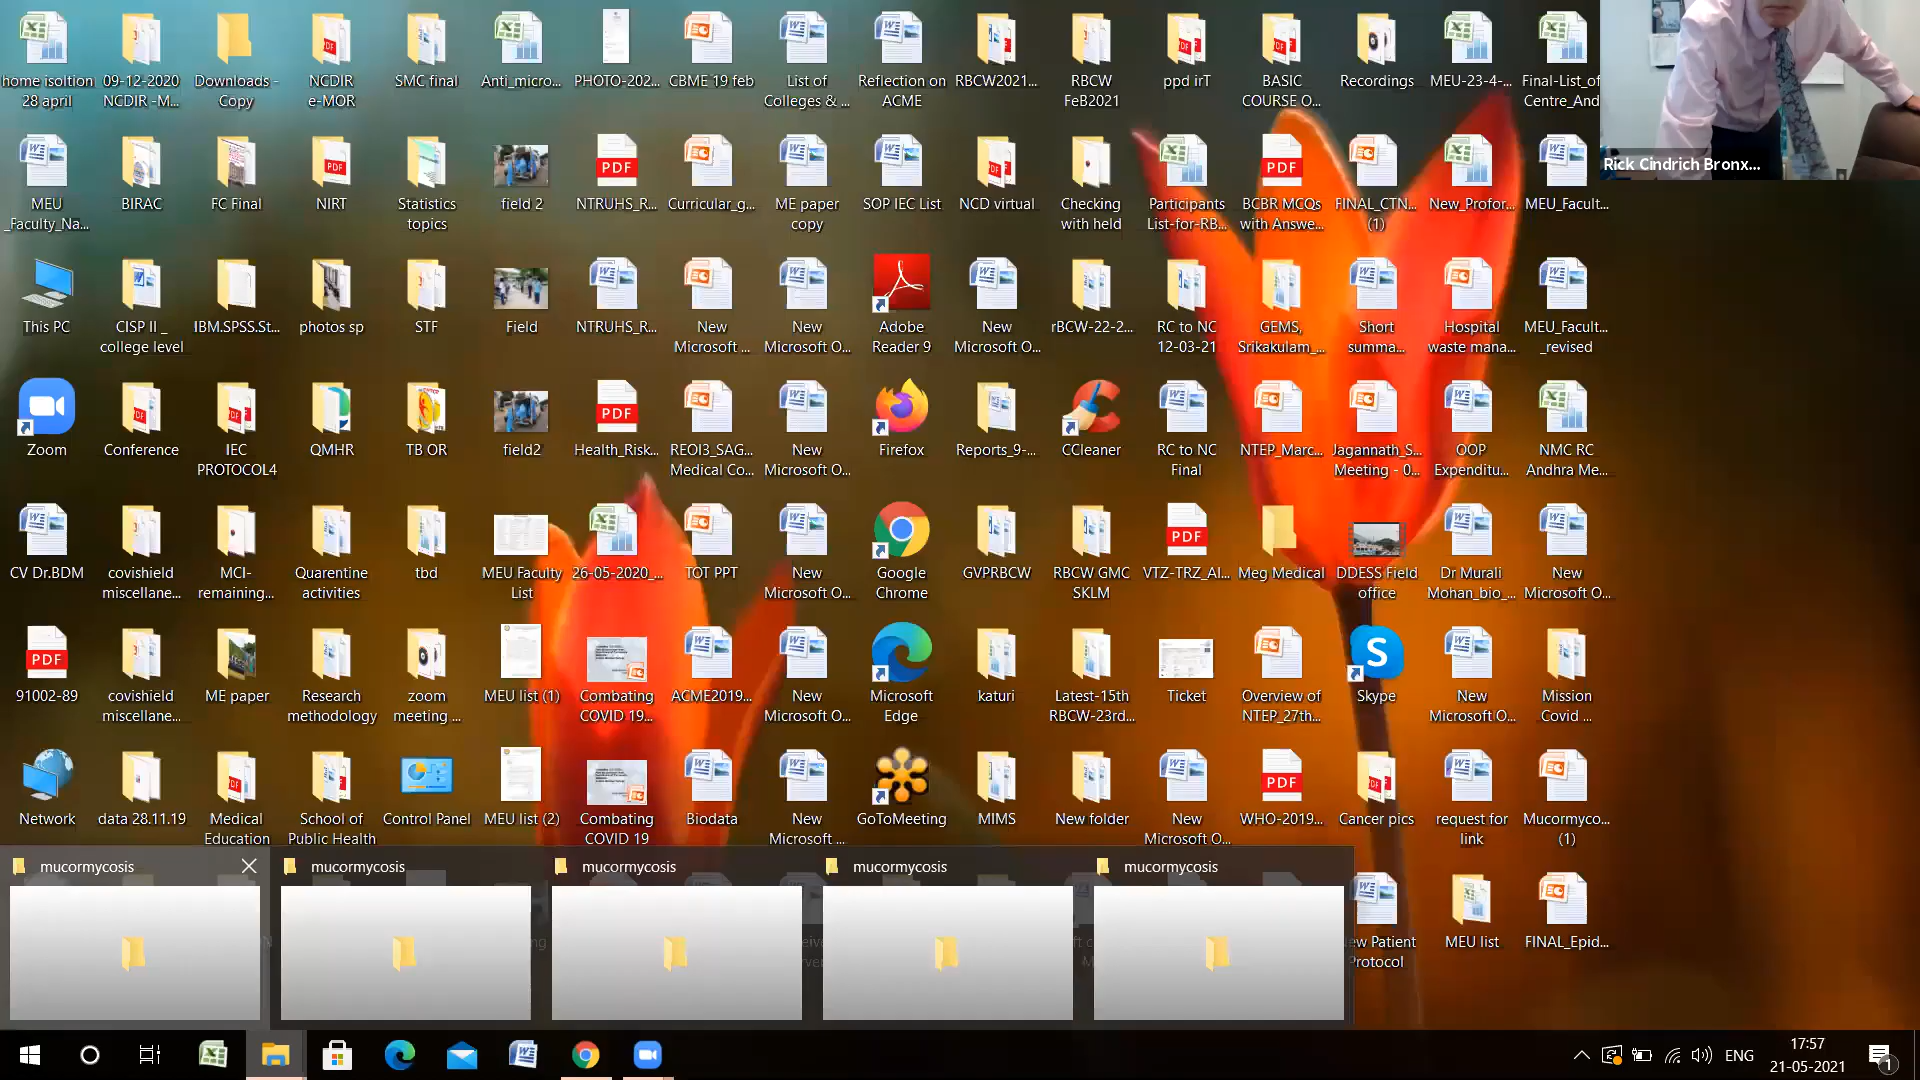 home isoltion
28 april
09-12-2020
NCDIR -M...
Downloads -
Copy
NCDIR
e-MOR
SMC final
Anti_micro...
PHOTO-202...
CBME 19 feb
List of
Colleges & ...
Reflection on
ACME
RBCW2021...
RBCW
FeB2021
ppd irT
BASIC
COURSE O...
Recordings
MEU-23-4-...
Final-List_of
Centre_And
Rick Cindrich Bronx...
MEU
_Faculty_Na...
BIRAC
FC Final
NIRT
Statistics
topics
field 2
NTRUHS_R...
Curricular_g...
ME paper
copy
SOP IEC List
NCD virtual
Checking
with held
Participants
List-for-RB...
BCBR MCQs
with Answe...
FINAL_CTN...
(1)
New_Profor...
MEU_Facult...
This PC
CISP II _
college level
IBM.SPSS.St...
photos sp
STF
Field
NTRUHS_R...
New
Microsoft ...
New
Microsoft O...
Adobe
Reader 9
New
Microsoft O...
rBCW-22-2...
RC to NC
12-03-21
GEMS,
Srikakulam_...
Short
summa...
Hospital
waste mana...
MEU_Facult...
_revised
Zoom
Conference
IEC
PROTOCOL4
QMHR
TB OR
field2
Health_Risk...
REOI3_SAG...
Medical Co...
New
Microsoft O...
Firefox
Reports_9-...
CCleaner
RC to NC
Final
NTEP_Marc...
Jagannath_S...
Meeting - 0...
OOP
Expenditu...
NMC RC
Andhra Me...
CV Dr.BDM
covishield
miscellane...
MCI-
remaining...
Quarentine
activities
tbd
MEU Faculty
List
26-05-2020_...
TOT PPT
New
Microsoft O...
Google
Chrome
GVPRBCW
RBCW GMC
SKLM
VTZ-TRZ_AI...
Meg Medical
DDESS Field
office
Dr Murali
Mohan_bio_...
New
Microsoft O...
91002-89
covishield
miscellane...
ME paper
Research
methodology
zoom
meeting ...
MEU list (1)
Combating
COVID 19...
ACME2019...
New
Microsoft O...
Microsoft
Edge
katuri
Latest-15th
RBCW-23rd...
Ticket
Overview of
NTEP_27th...
Skype
New
Microsoft O...
Mission
Covid ...
Network
data 28.11.19
Medical
Education
School of
Public Health
Control Panel
MEU list (2)
Combating
COVID 19
Biodata
New
Microsoft ...
GoToMeeting
MIMS
New folder
New
Microsoft O...
WHO-2019...
Cancer pics
request for
link
Mucormyco...
(1)
mucormycosis
mucormycosis
mucormycosis
mucormycosis
mucormycosis
ew Patient
Protocol
MEU list
FINAL_Epid...
ENG
17:57
21-05-2021
1